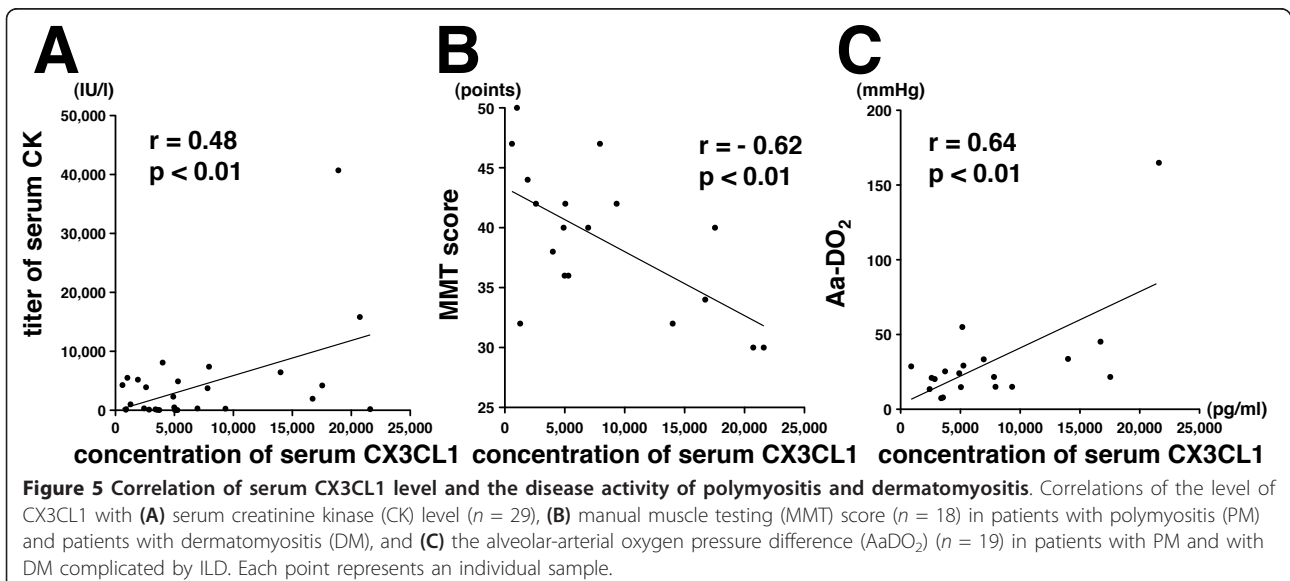 A
(IU/l)
50,000
40,000
30,000
20,000
10,000
0
titer of serum CK
r = 0.48
p < 0.01
0 5,000 10,000 15,000 20,000 25,000
concentration of serum CX3CL1
B
(points)
50
45
40
35
30
25
MMT score
r = - 0.62
p < 0.01
0 5,000 10,000 15,000 20,000 25,000
concentration of serum CX3CL1
C
(mmHg)
200
150
100
50
0
Aa-DO₂
r = 0.64
p < 0.01
(pg/ml)
0 5,000 10,000 15,000 20,000 25,000
concentration of serum CX3CL1
Figure 5 Correlation of serum CX3CL1 level and the disease activity of polymyositis and dermatomyositis. Correlations of the level of
CX3CL1 with (A) serum creatinine kinase (CK) level (n = 29), (B) manual muscle testing (MMT) score (n = 18) in patients with polymyositis (PM)
and patients with dermatomyositis (DM), and (C) the alveolar-arterial oxygen pressure difference (AaDO₂) (n = 19) in patients with PM and with
DM complicated by ILD. Each point represents an individual sample.